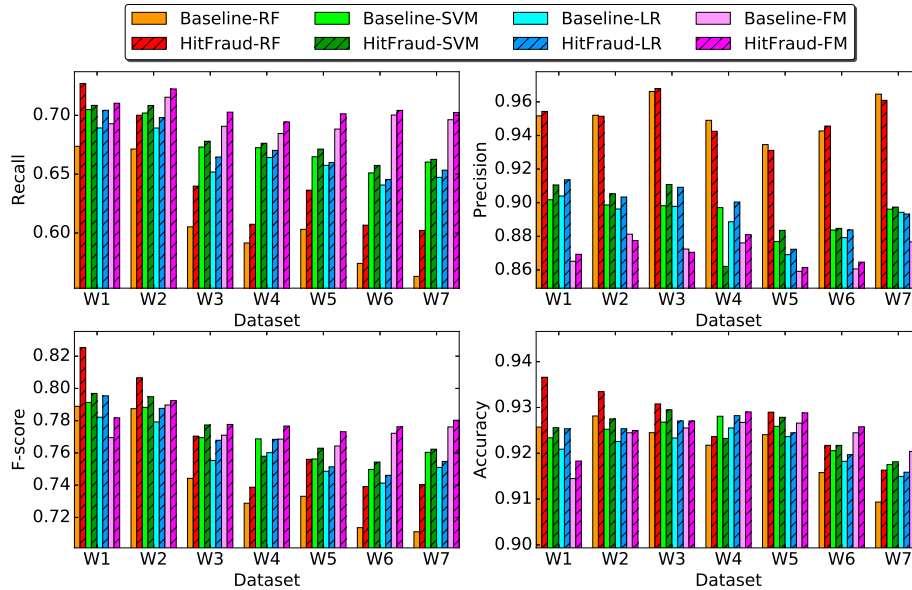 Baseline-RF Baseline-SVM Baseline-LR Baseline-FM
HitFraud-RF HitFraud-SVM HitFraud-LR HitFraud-FM
Recall
0.70
0.65
0.60
W1 W2 W3 W4 W5 W6 W7
Dataset
Precision
0.96
0.94
0.92
0.90
0.88
0.86
W1 W2 W3 W4 W5 W6 W7
Dataset
F-score
0.82
0.80
0.78
0.76
0.74
0.72
W1 W2 W3 W4 W5 W6 W7
Dataset
Accuracy
0.94
0.93
0.92
0.91
0.90
W1 W2 W3 W4 W5 W6 W7
Dataset